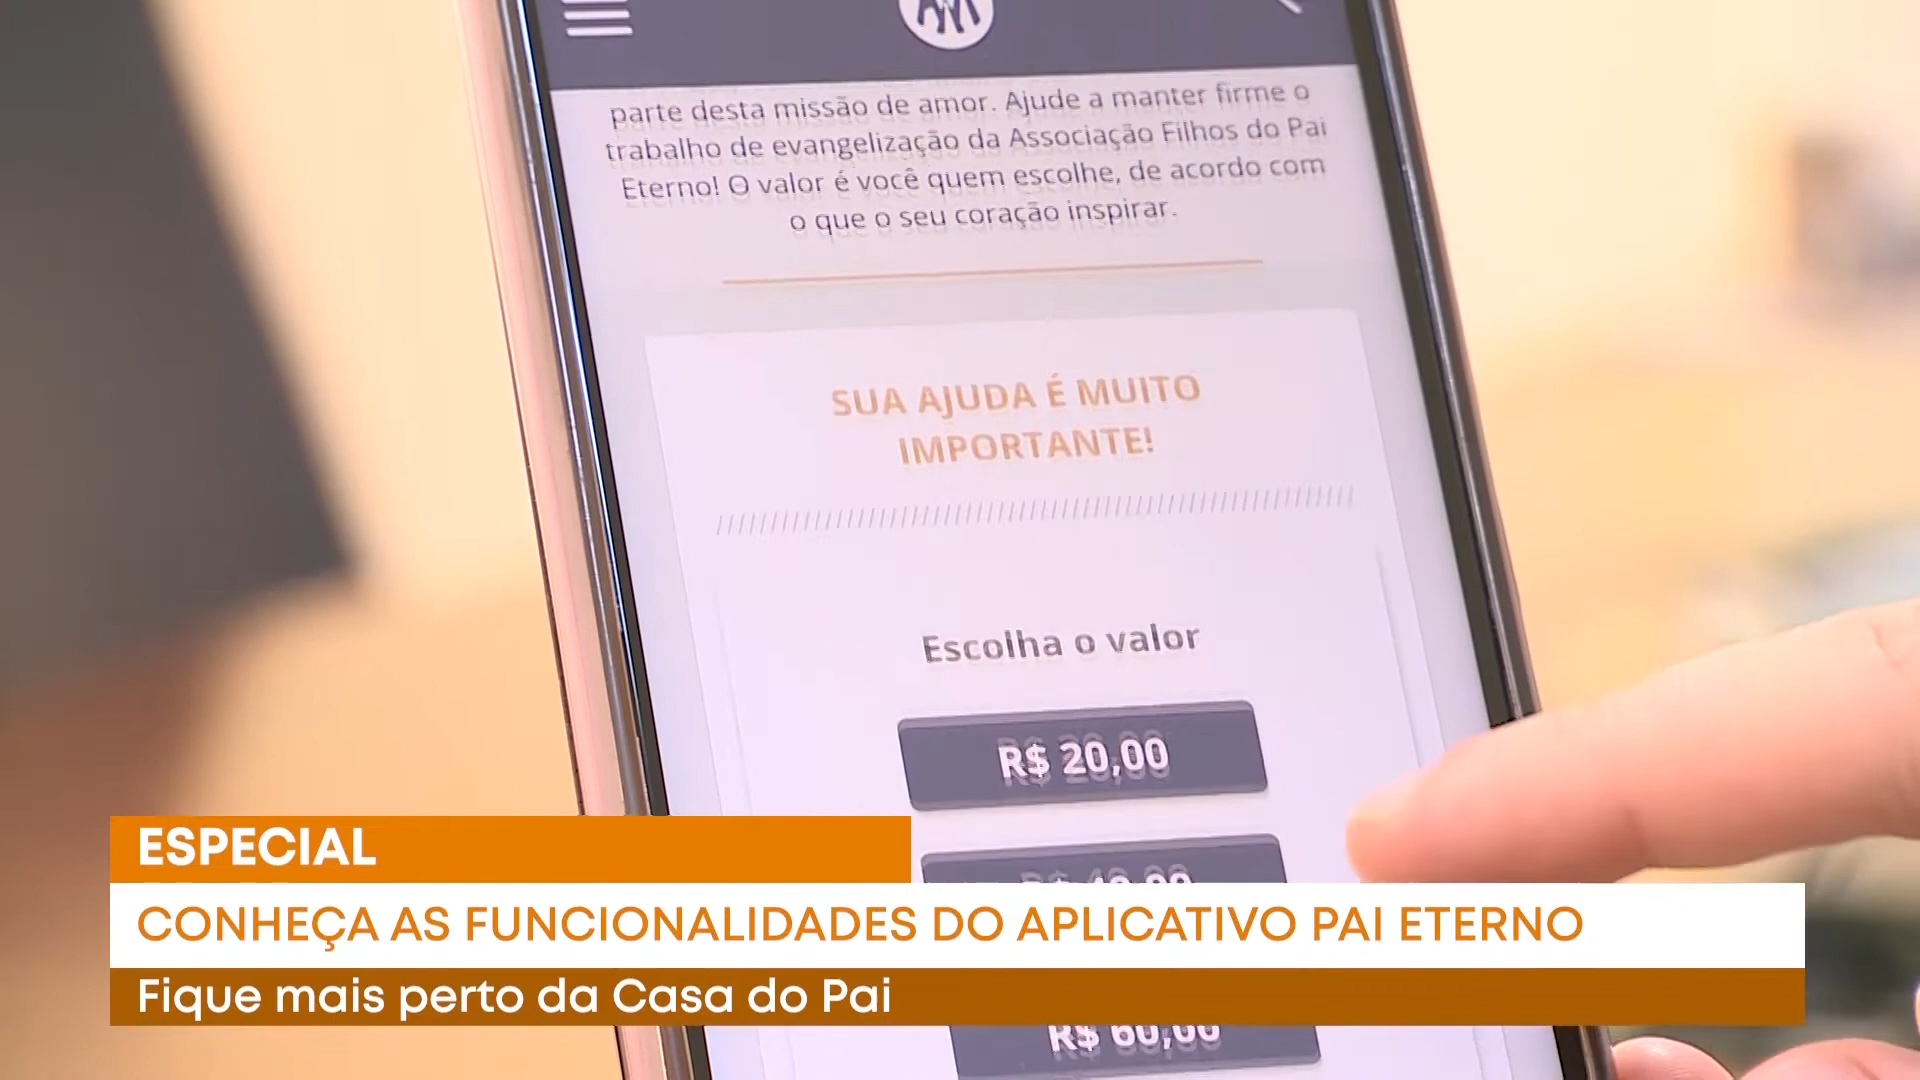 parte desta missão de amor. Ajude a manter firme o
trabalho de evangelização da Associação Filhos do Pai
Eterno! O valor é você quem escolhe, de acordo com
o que o seu coração inspirar.
SUA AJUDA É MUITO
IMPORTANTE!
Escolha o valor
R$ 20,00
R$ 40,00
ESPECIAL
CONHEÇA AS FUNCIONALIDADES DO APLICATIVO PAI ETERNO
Fique mais perto da Casa do Pai
R$ 60,00